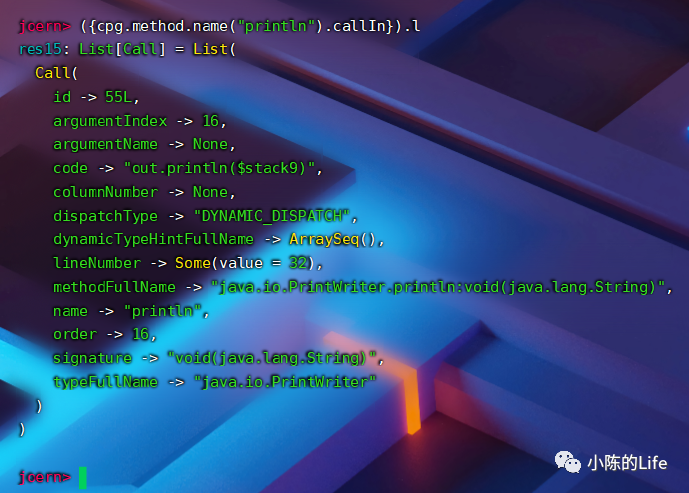 joern> ({cpg.method.name("println").callIn}).l
res15: List[Call] = List(
  Call(
    id -> 55L,
    argumentIndex -> 16,
    argumentName -> None,
    code -> "out.println($stack9)",
    columnNumber -> None,
    dispatchType -> "DYNAMIC_DISPATCH",
    dynamicTypeHintFullName -> ArraySeq(),
    lineNumber -> Some(value = 32),
    methodFullName -> "java.io.PrintWriter.println:void(java.lang.String)",
    name -> "println",
    order -> 16,
    signature -> "void(java.lang.String)",
    typeFullName -> "java.io.PrintWriter"
  )
)
joern>
小陈的Life